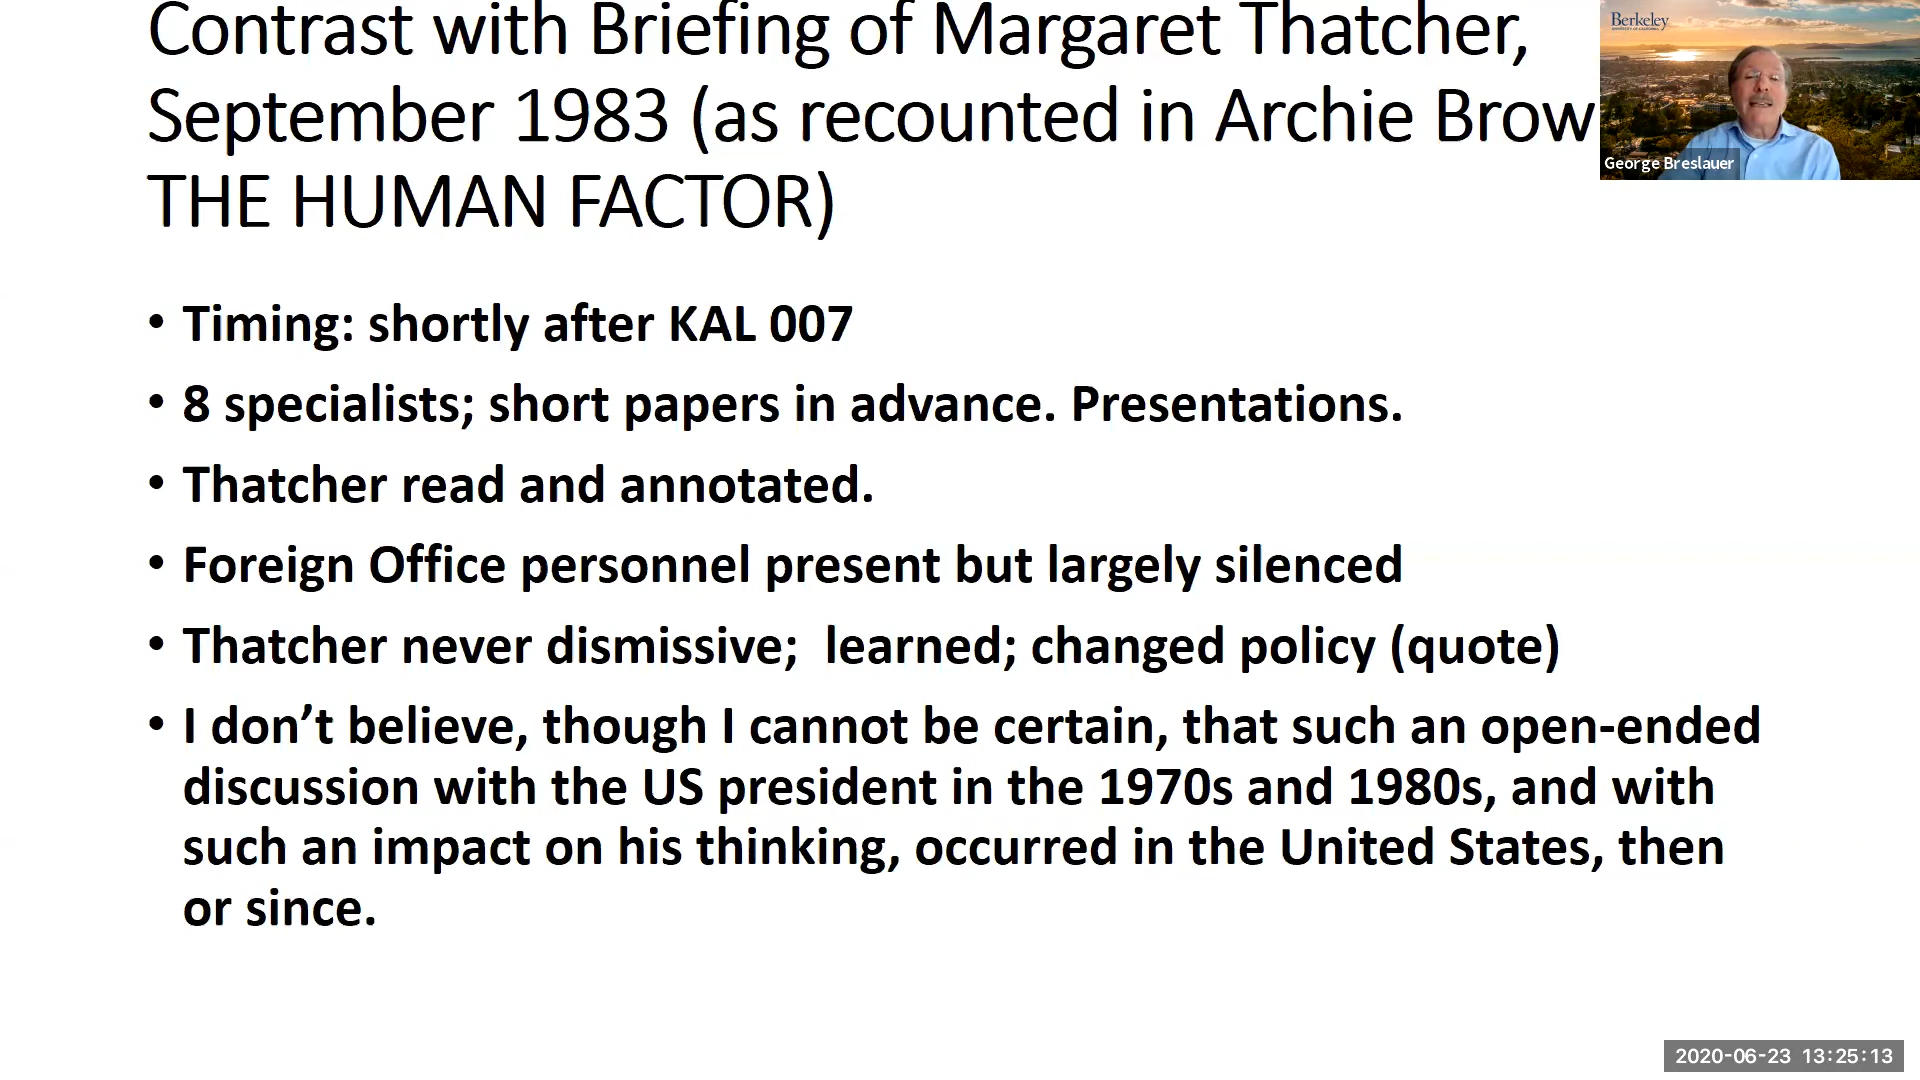 Contrast with Briefing of Margaret Thatcher,
September 1983 (as recounted in Archie Brow
THE HUMAN FACTOR)
• Timing: shortly after KAL 007
• 8 specialists; short papers in advance. Presentations.
• Thatcher read and annotated.
• Foreign Office personnel present but largely silenced
• Thatcher never dismissive;  learned; changed policy (quote)
• I don’t believe, though I cannot be certain, that such an open-ended
discussion with the US president in the 1970s and 1980s, and with
such an impact on his thinking, occurred in the United States, then
or since.
Berkeley
George Breslauer
2020-06-23 13:25:13